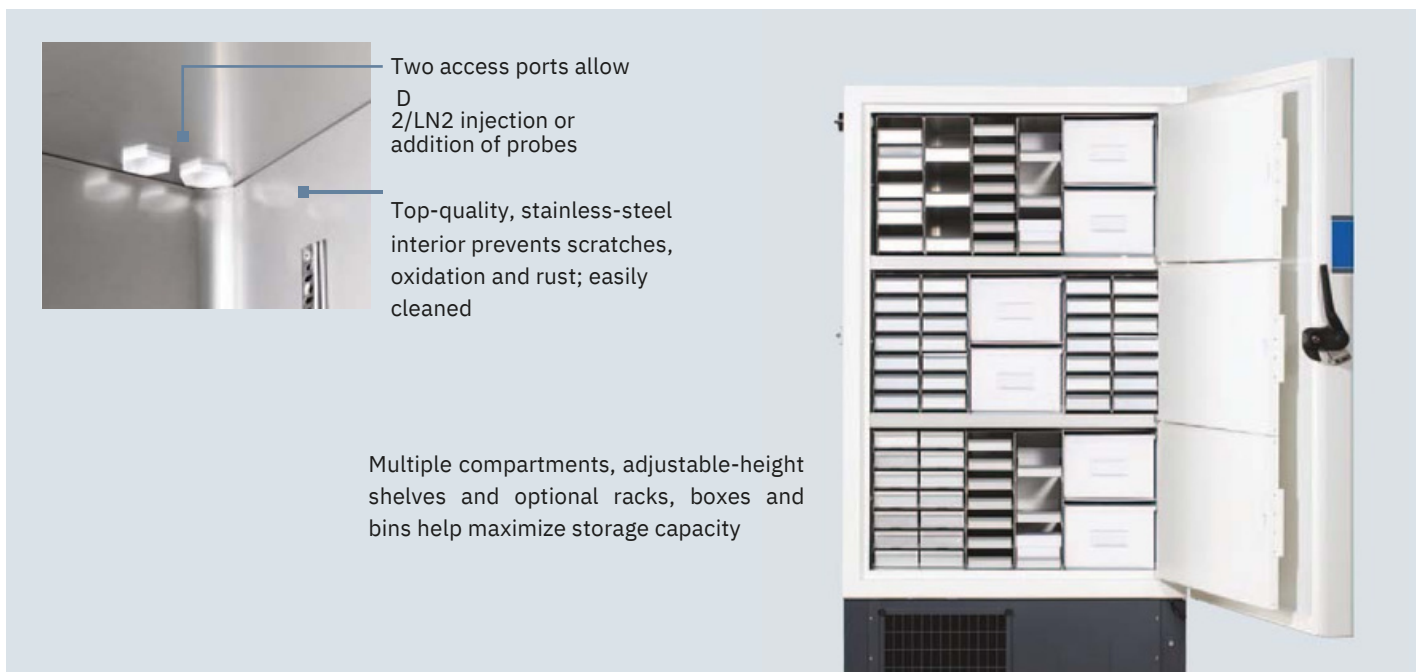 Two access ports allow
D
2/LN2 injection or
addition of probes
Top-quality, stainless-steel
interior prevents scratches,
oxidation and rust; easily
cleaned
Multiple compartments, adjustable-height
shelves and optional racks, boxes and
bins help maximize storage capacity